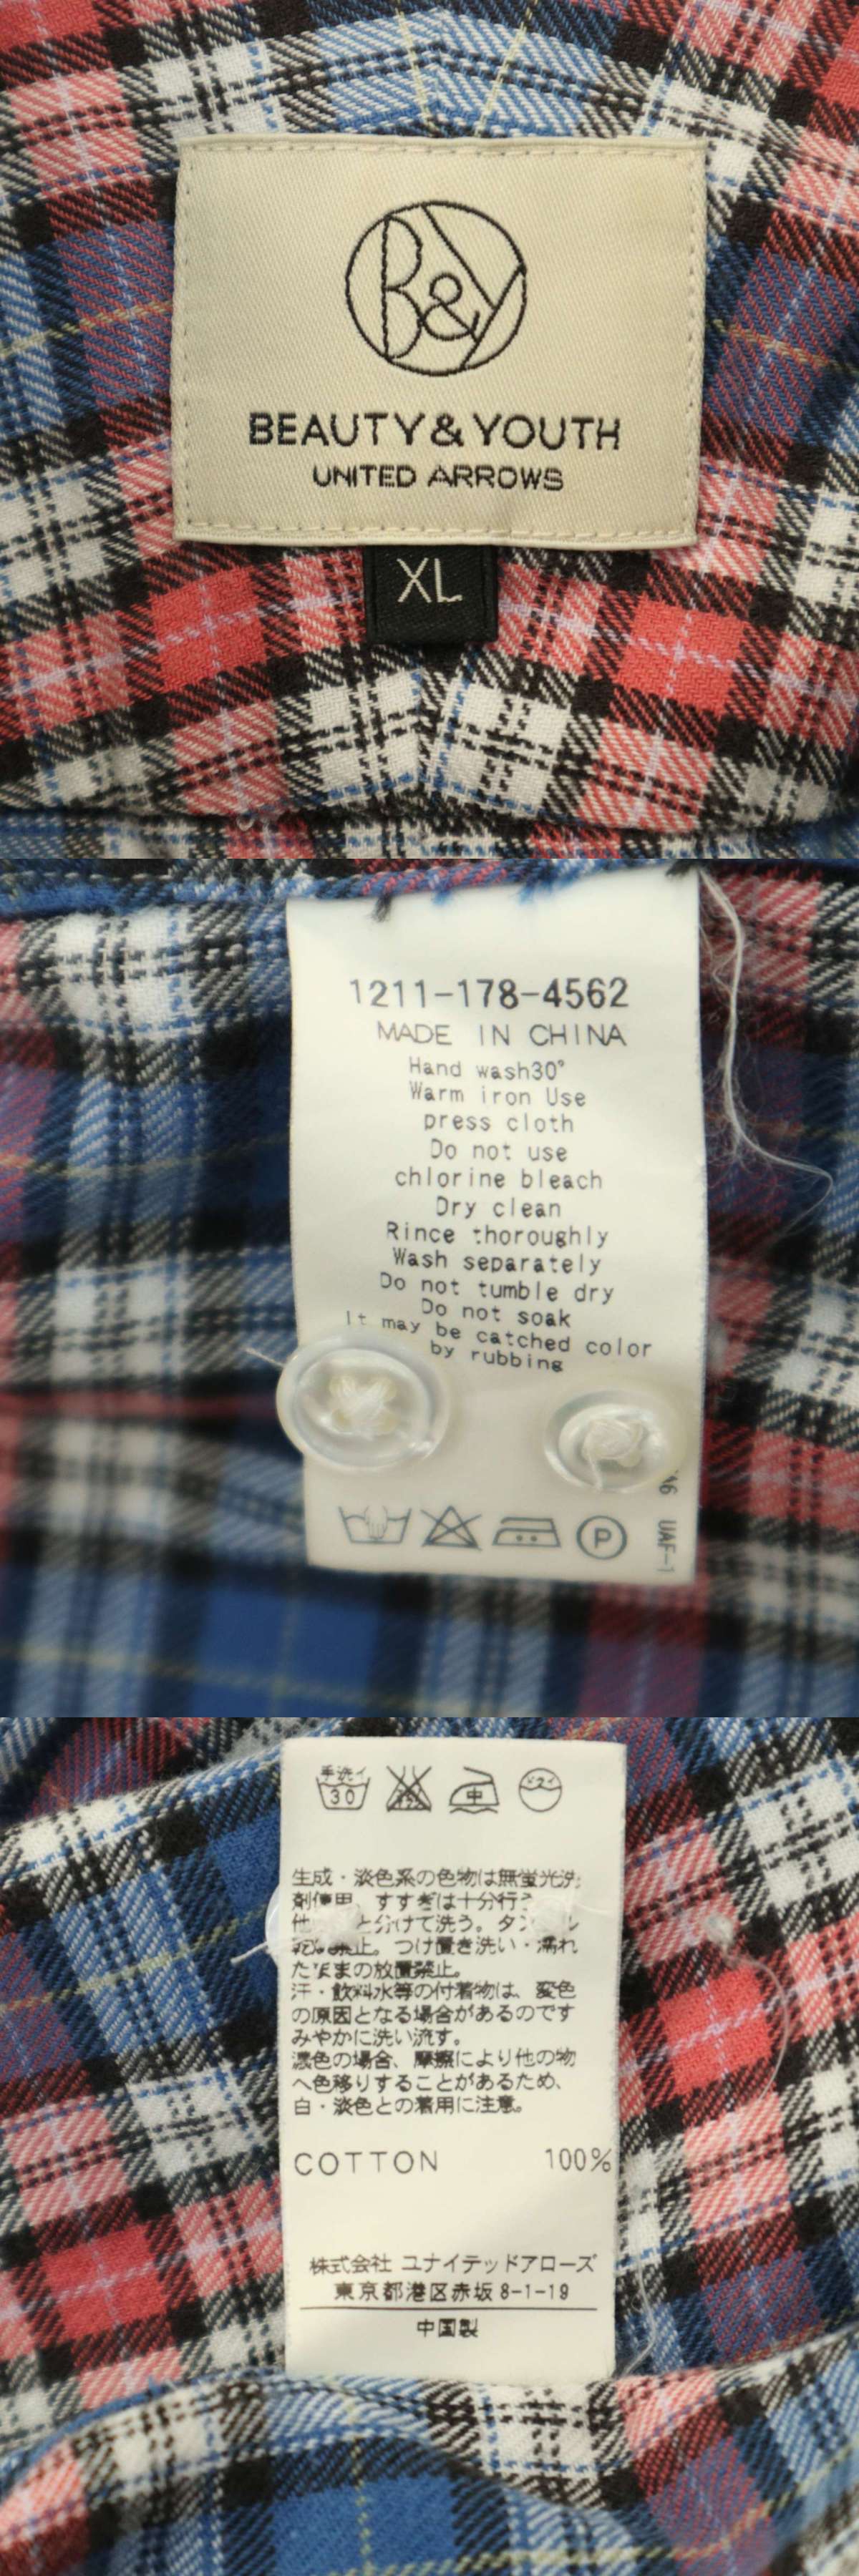 B&Y
BEAUTY&YOUTH
UNITED ARROWS
XL
1211-178-4562
MADE IN CHINA
Hand wash30°
Warm iron Use
press cloth
Do not use
chlorine bleach
Dry clean
Rince thoroughly
Wash separately
Do not tumble dry
Do not soak
It may be catched color
by rubbing
P
UAF-1
手洗イ
30
中
ドライ
生成・淡色系の色物は無蛍光洗
剤使用。すすぎは十分行う
他 と分けて洗う。タン ル
禁止。つけ置き洗い・濡れ
たままの放置禁止。
汗・飲料水等の付着物は、変色
の原因となる場合があるのです
みやかに洗い流す。
濃色の場合、摩擦により他の物
へ色移りすることがあるため、
白・淡色との着用に注意。
COTTON 100%
株式会社 ユナイテッドアローズ
東京都港区赤坂8-1-19
中国製